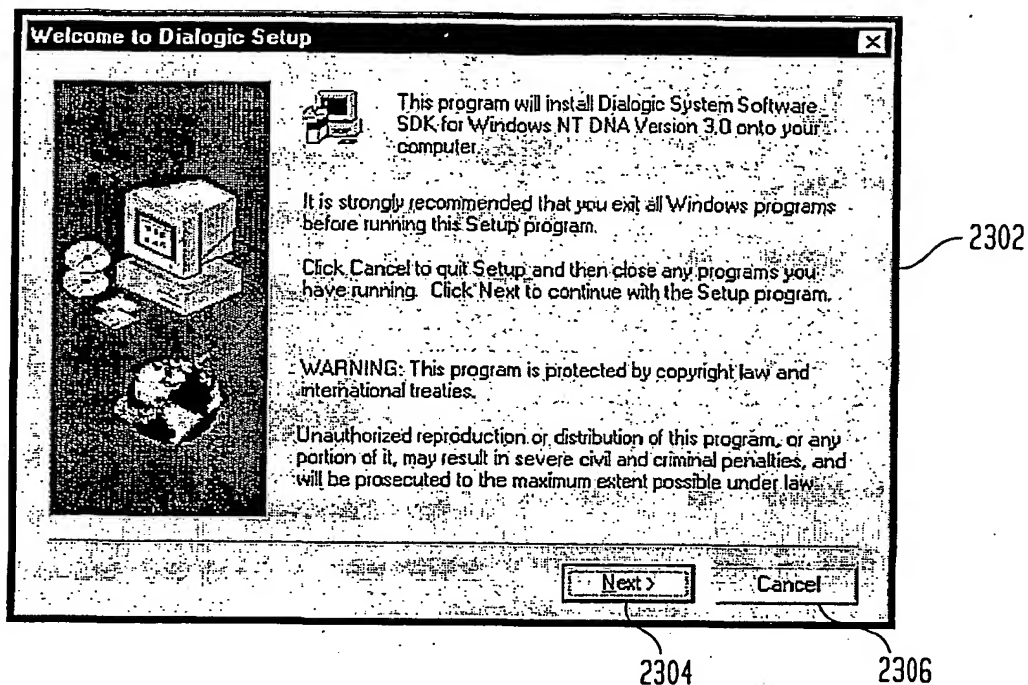 Welcome to Dialogic Setup
This program will install Dialogic System Software
SDK for Windows NT DNA Version 3.0 onto your
computer.
It is strongly recommended that you exit all Windows programs
before running this Setup program.
Click Cancel to quit Setup and then close any programs you
have running. Click Next to continue with the Setup program.
2302
WARNING: This program is protected by copyright law and
international treaties.
Unauthorized reproduction or distribution of this program, or any
portion of it, may result in severe civil and criminal penalties, and
will be prosecuted to the maximum extent possible under law.
Next >
Cancel
2304
2306